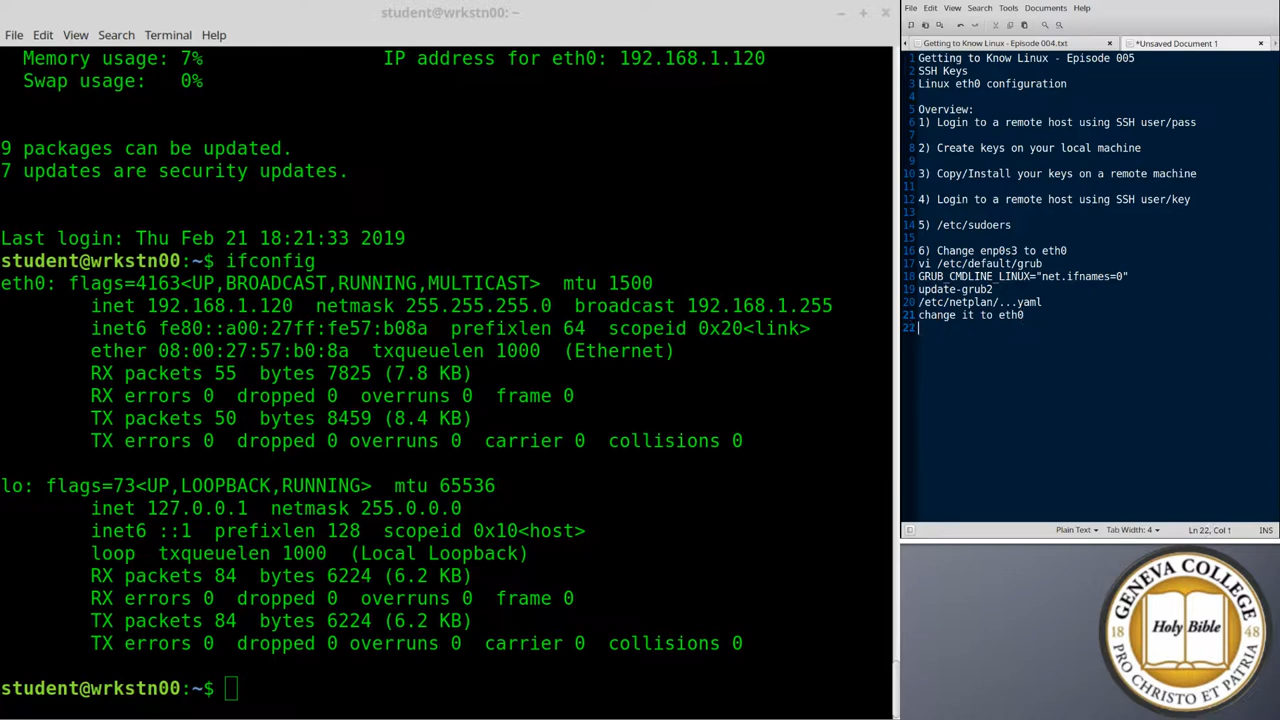 student@wrkstn00: ~
File Edit View Search Terminal Help
Memory usage: 7% IP address for eth0: 192.168.1.120
Swap usage: 0%
9 packages can be updated.
7 updates are security updates.
Last login: Thu Feb 21 18:21:33 2019
student@wrkstn00:~$ ifconfig
eth0: flags=4163<UP,BROADCAST,RUNNING,MULTICAST> mtu 1500
inet 192.168.1.120 netmask 255.255.255.0 broadcast 192.168.1.255
inet6 fe80::a00:27ff:fe57:b08a prefixlen 64 scopeid 0x20<link>
ether 08:00:27:57:b0:8a txqueuelen 1000 (Ethernet)
RX packets 55 bytes 7825 (7.8 KB)
RX errors 0 dropped 0 overruns 0 frame 0
TX packets 50 bytes 8459 (8.4 KB)
TX errors 0 dropped 0 overruns 0 carrier 0 collisions 0
lo: flags=73<UP,LOOPBACK,RUNNING> mtu 65536
inet 127.0.0.1 netmask 255.0.0.0
inet6 ::1 prefixlen 128 scopeid 0x10<host>
loop txqueuelen 1000 (Local Loopback)
RX packets 84 bytes 6224 (6.2 KB)
RX errors 0 dropped 0 overruns 0 frame 0
TX packets 84 bytes 6224 (6.2 KB)
TX errors 0 dropped 0 overruns 0 carrier 0 collisions 0
student@wrkstn00:~$
File Edit View Search Tools Documents Help
Getting to Know Linux - Episode 004.txt
*Unsaved Document 1
1 Getting to Know Linux - Episode 005
2 SSH Keys
3 Linux eth0 configuration
4
5 Overview:
6 1) Login to a remote host using SSH user/pass
7
8 2) Create keys on your local machine
9
10 3) Copy/Install your keys on a remote machine
11
12 4) Login to a remote host using SSH user/key
13
14 5) /etc/sudoers
15
16 6) Change enp0s3 to eth0
17 vi /etc/default/grub
18 GRUB_CMDLINE_LINUX="net.ifnames=0"
19 update-grub2
20 /etc/netplan/...yaml
21 change it to eth0
22
Plain Text Tab Width: 4 Ln 22, Col 1 INS
GENEVA COLLEGE
18 Holy Bible 48
PRO CHRISTO ET PATRIA